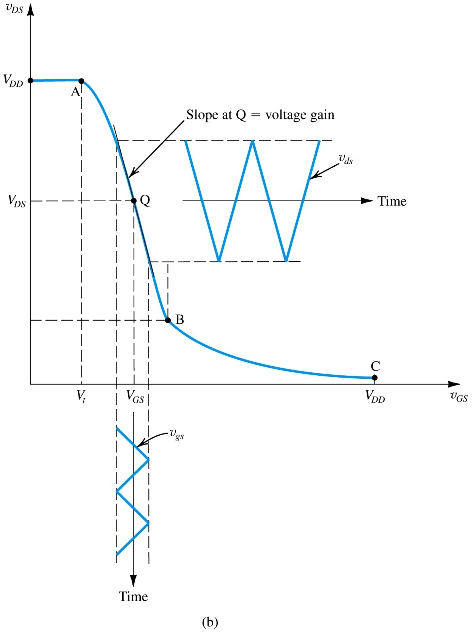 v_DS
V_DD
A
Slope at Q = voltage gain
v_ds
V_DS
Q
Time
B
C
V_t
V_GS
V_DD
v_GS
v_gs
Time
(b)